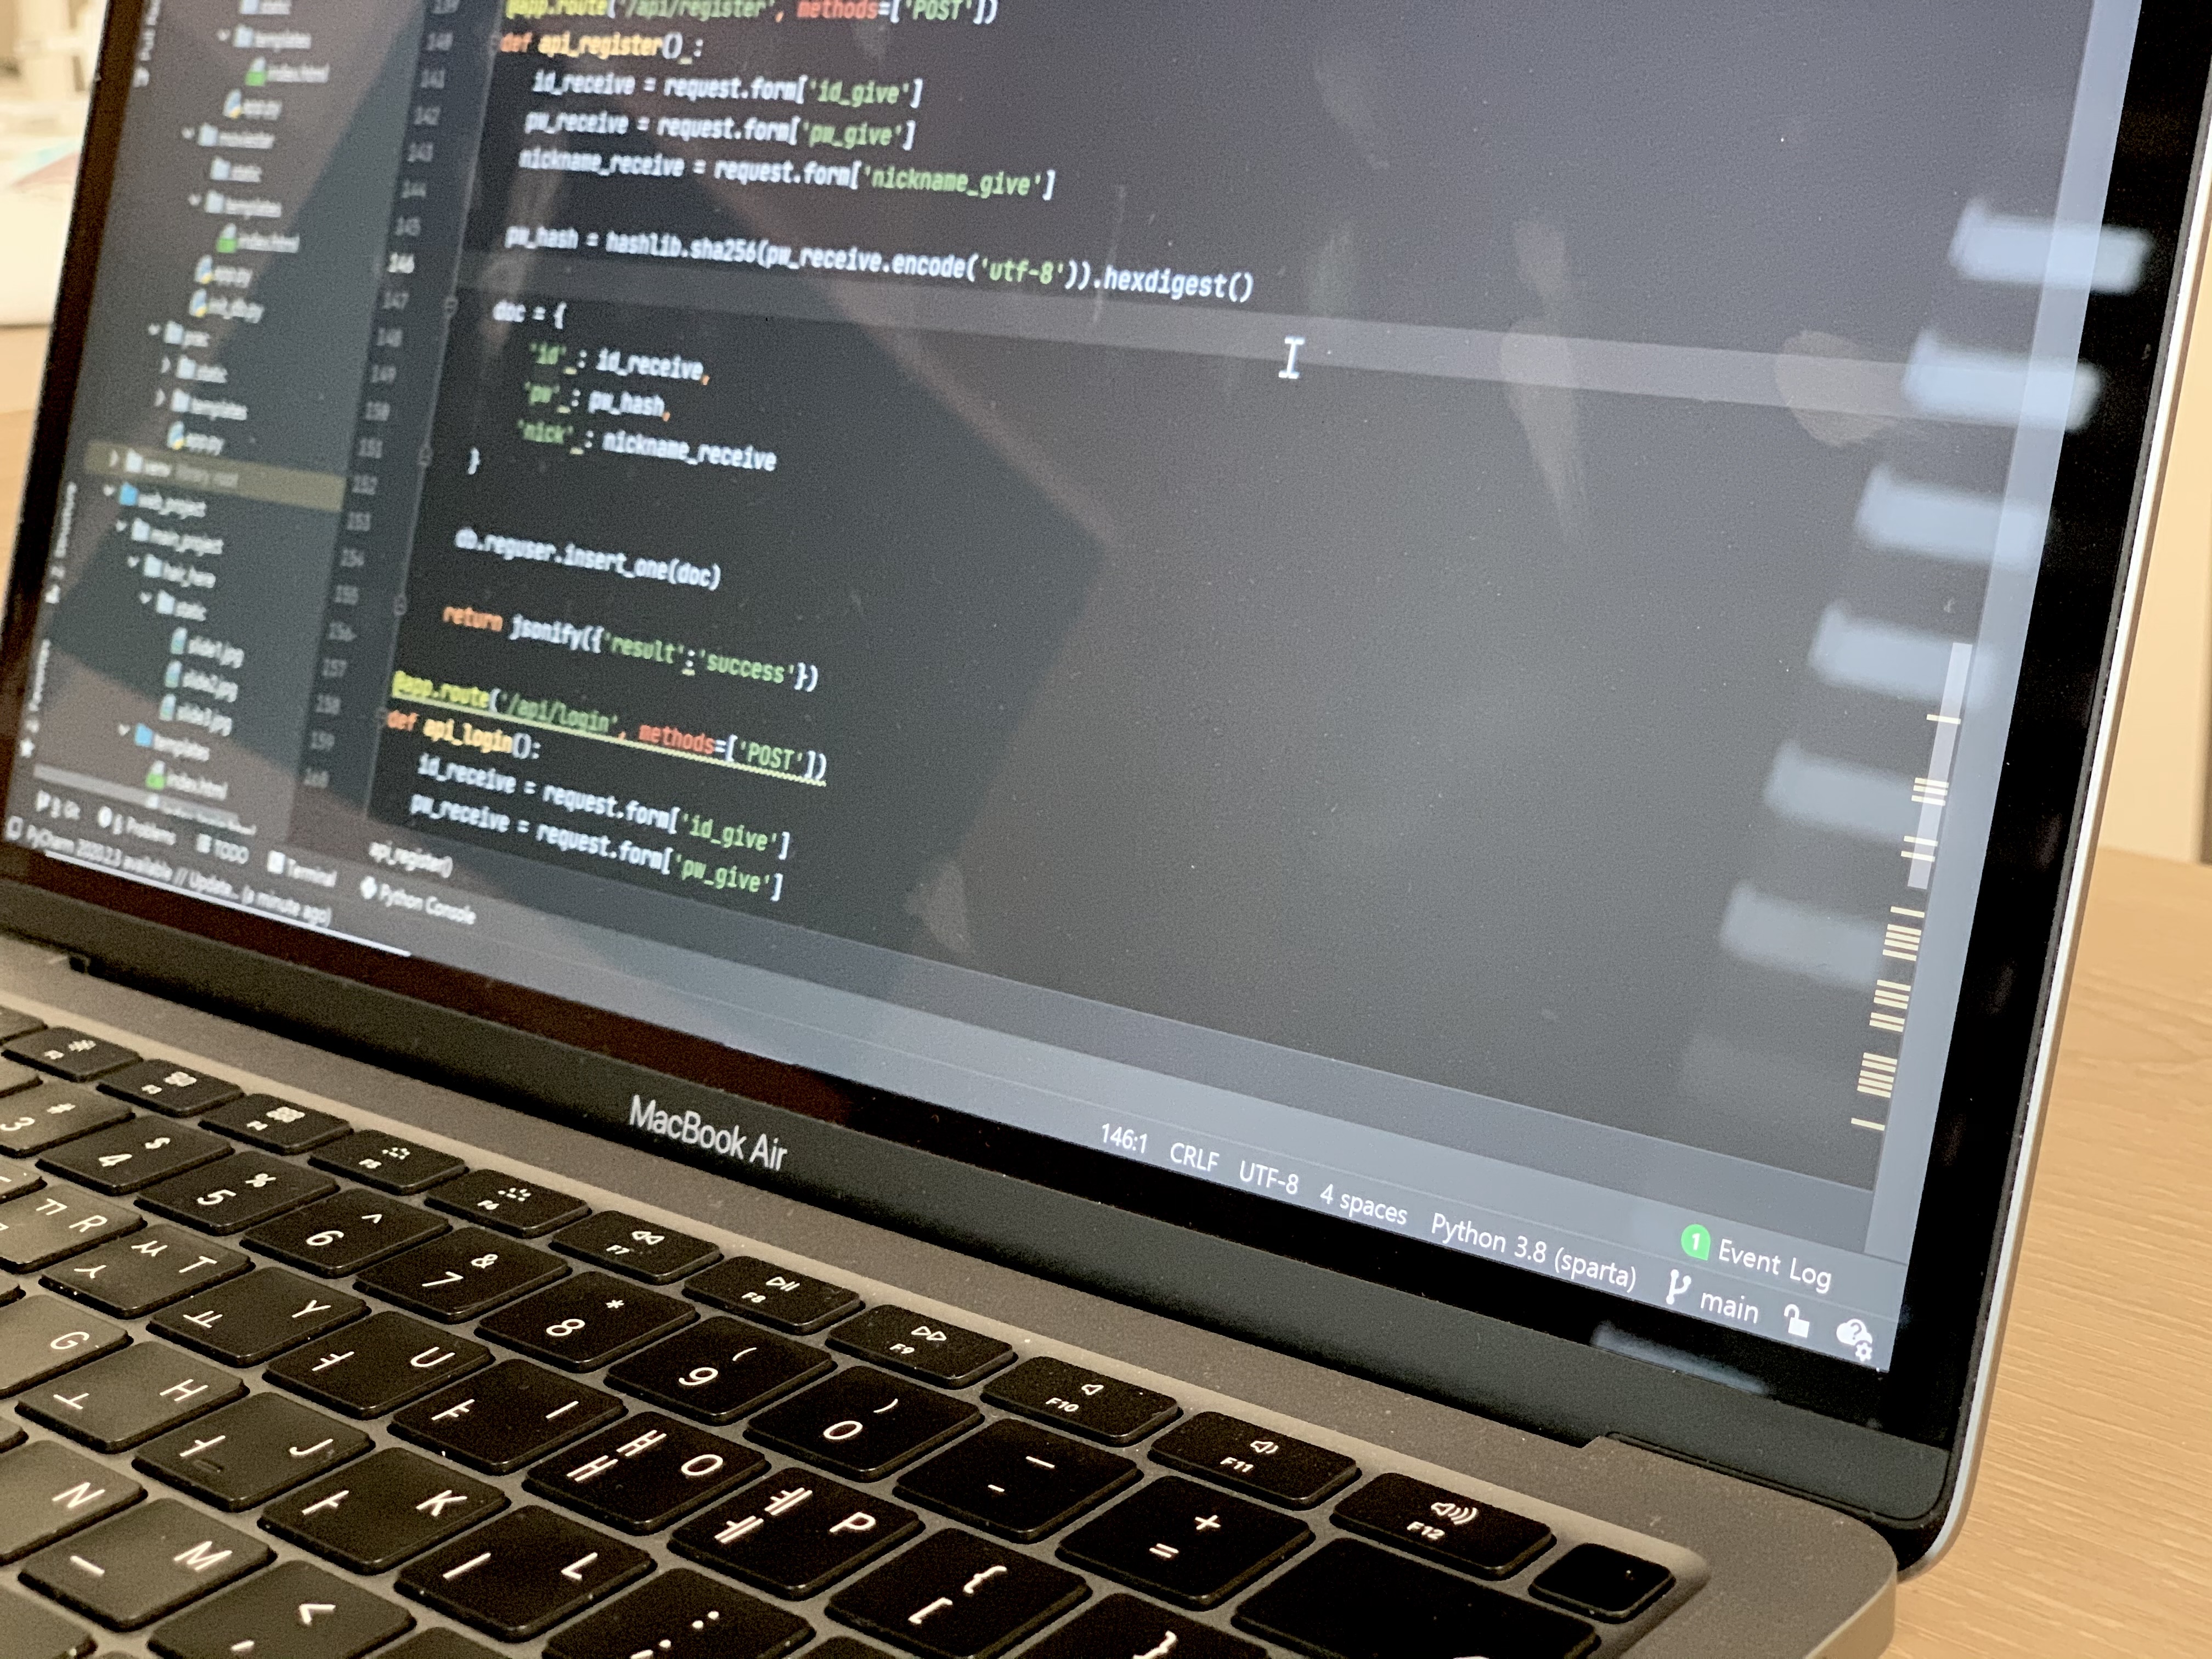 @app.route('/api/register', methods=['POST'])
def api_register() :
id_receive = request.form['id_give']
pw_receive = request.form['pw_give']
nickname_receive = request.form['nickname_give']
pw_hash = hashlib.sha256(pw_receive.encode('utf-8')).hexdigest()
doc = {
'id' : id_receive,
'pw' : pw_hash,
'nick' : nickname_receive
}
db.reguser.insert_one(doc)
return jsonify({'result':'success'})
@app.route('/api/login', methods=['POST'])
def api_login():
id_receive = request.form['id_give']
pw_receive = request.form['pw_give']
api_register()
140
141
142
143
144
145
146
147
148
149
150
151
152
153
154
155
156
157
158
159
160
templates
index.html
app.py
static
templates
index.html
app.py
init_db.py
prac
static
templates
app.py
venv library root
web_project
main_project
hair_here
static
slide1.jpg
slide2.jpg
slide3.jpg
templates
index.html
Git Problems TODO Terminal Python Console
PyCharm 2020.2.3 available // Update... (a minute ago)
146:1 CRLF UTF-8 4 spaces Python 3.8 (sparta) main
1 Event Log
MacBook Air
F5 F6 F7 F8 F9 F10 F11 F12
3 $ 4 % 5 ^ 6 & 7 * 8 ( 9 ) 0 — - + =
ㄲ R ㅆ ㅅ T ㅛ Y ㅕ U ㅑ I ㅒ ㅐ O ㅖ ㅔ P { [ }
G ㅗ H ㅓ J ㅏ K ㅣ L : ;
N ㅡ M < ,